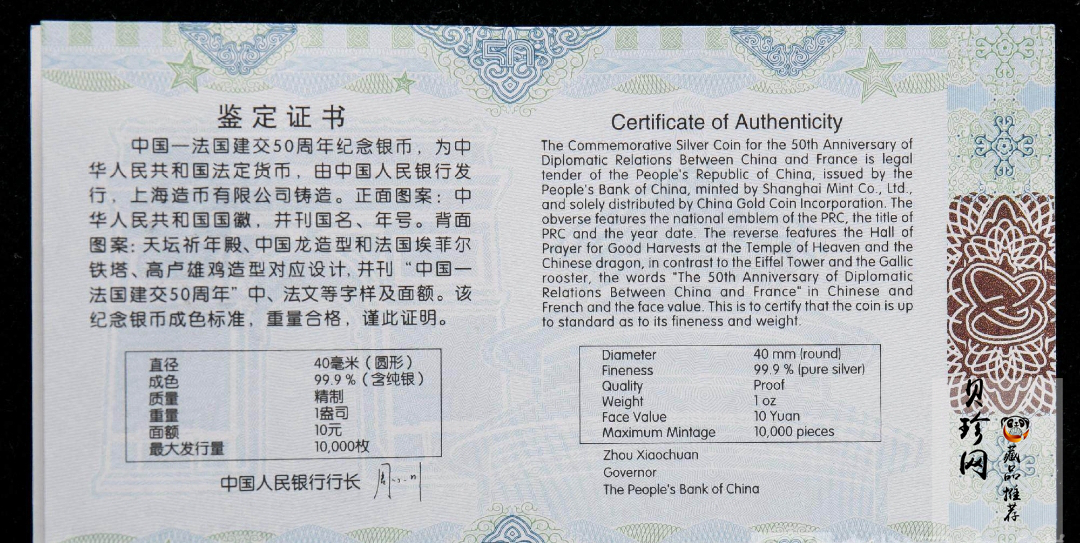 50
鉴定证书
中国—法国建交50周年纪念银币，为中
华人民共和国法定货币，由中国人民银行发
行，上海造币有限公司铸造。正面图案：中
华人民共和国国徽，并刊国名、年号。背面
图案：天坛祈年殿、中国龙造型和法国埃菲尔
铁塔、高卢雄鸡造型对应设计，并刊“中国—
法国建交50周年”中、法文等字样及面额。该
纪念银币成色标准，重量合格，谨此证明。
直径 40毫米（圆形）
成色 99.9％（含纯银）
质量 精制
重量 1盎司
面额 10元
最大发行量 10,000枚
中国人民银行行长
Certificate of Authenticity
The Commemorative Silver Coin for the 50th Anniversary of
Diplomatic Relations Between China and France is legal
tender of the People's Republic of China, issued by the
People's Bank of China, minted by Shanghai Mint Co., Ltd.,
and solely distributed by China Gold Coin Incorporation. The
obverse features the national emblem of the PRC, the title of
PRC and the year date. The reverse features the Hall of
Prayer for Good Harvests at the Temple of Heaven and the
Chinese dragon, in contrast to the Eiffel Tower and the Gallic
rooster, the words "The 50th Anniversary of Diplomatic
Relations Between China and France" in Chinese and
French and the face value. This is to certify that the coin is up
to standard as to its fineness and weight.
Diameter 40 mm (round)
Fineness 99.9 % (pure silver)
Quality Proof
Weight 1 oz
Face Value 10 Yuan
Maximum Mintage 10,000 pieces
Zhou Xiaochuan
Governor
The People's Bank of China
贝珍网
藏品推荐